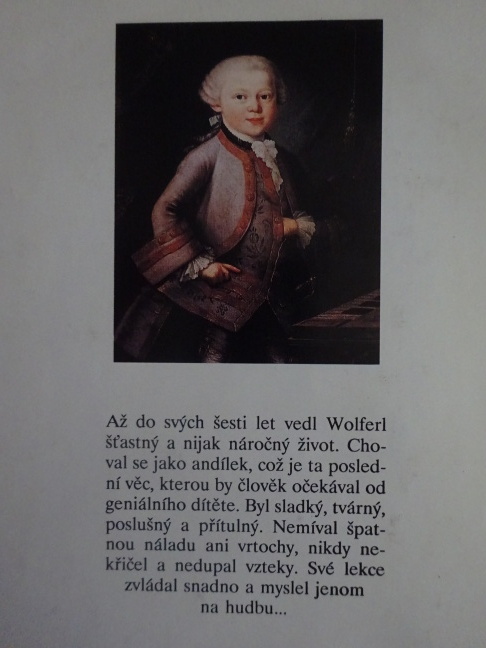 Až do svých šesti let vedl Wolferl
šťastný a nijak náročný život. Cho-
val se jako andílek, což je ta posled-
ní věc, kterou by člověk očekával od
geniálního dítěte. Byl sladký, tvárný,
poslušný a přítulný. Nemíval špat-
nou náladu ani vrtochy, nikdy ne-
křičel a nedupal vzteky. Své lekce
zvládal snadno a myslel jenom
na hudbu...